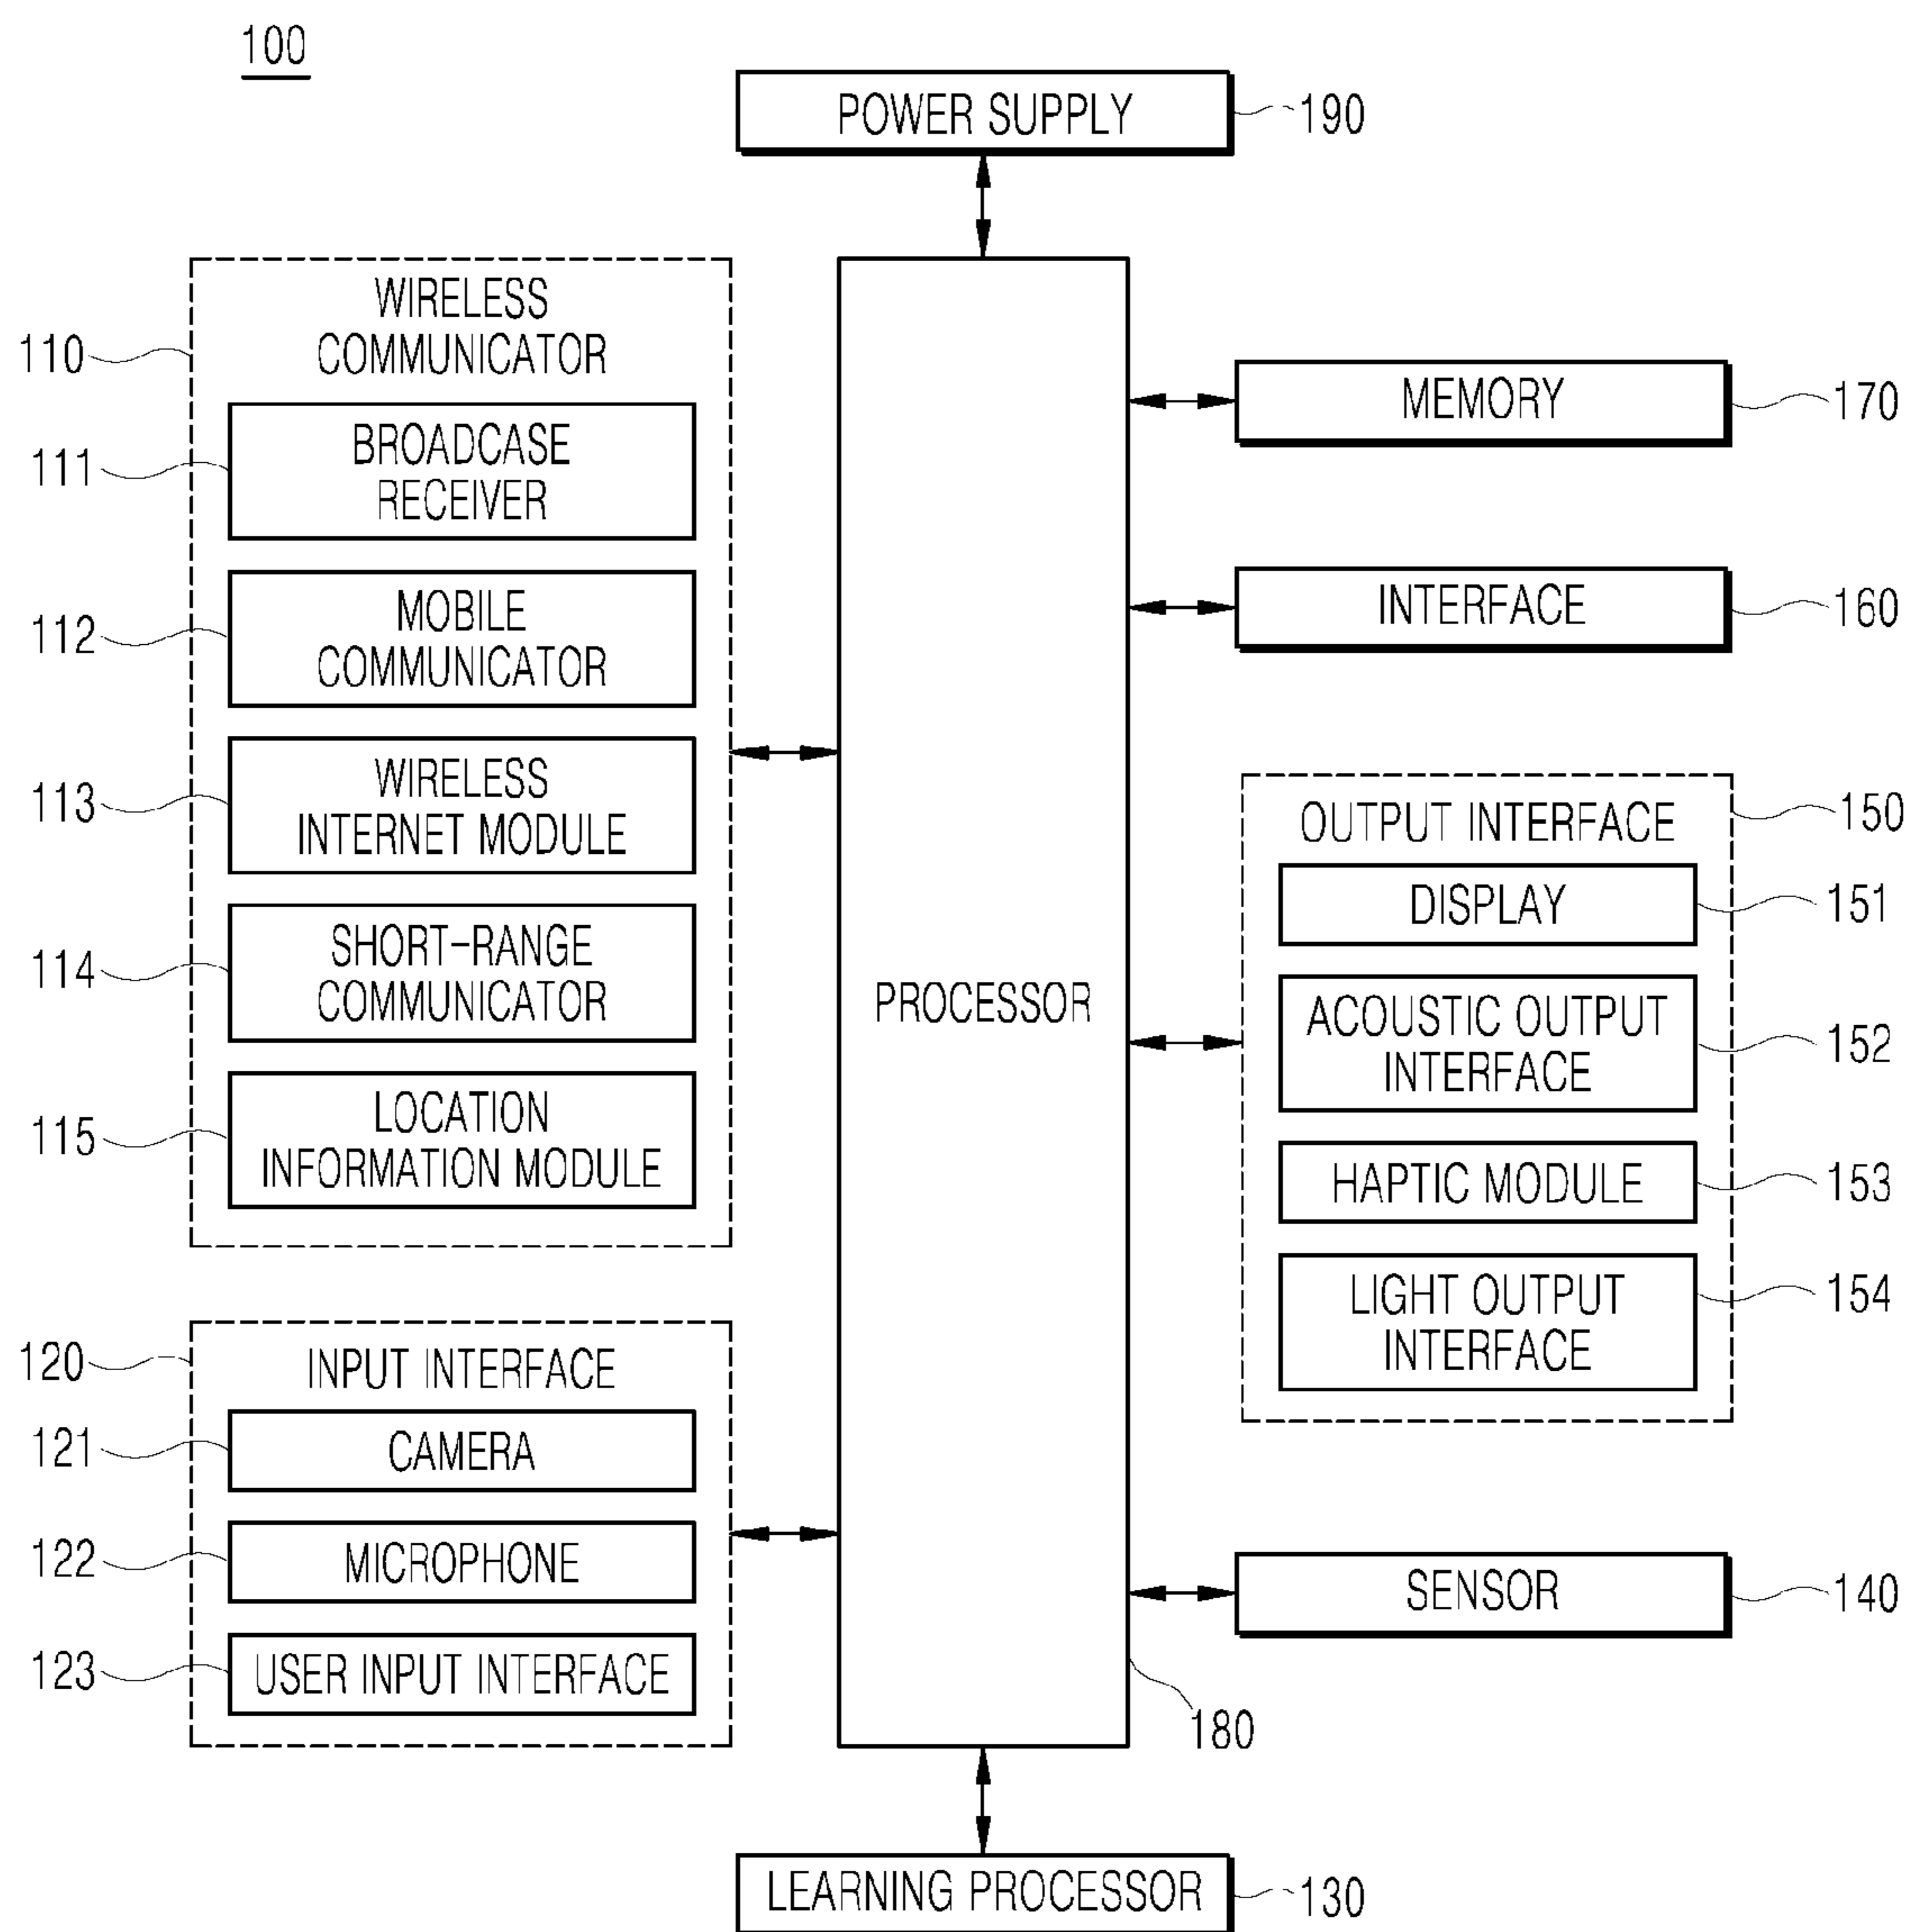 100
POWER SUPPLY
190
WIRELESS
COMMUNICATOR
110
BROADCASE
RECEIVER
111
MOBILE
COMMUNICATOR
112
WIRELESS
INTERNET MODULE
113
SHORT-RANGE
COMMUNICATOR
114
LOCATION
INFORMATION MODULE
115
INPUT INTERFACE
120
CAMERA
121
MICROPHONE
122
USER INPUT INTERFACE
123
PROCESSOR
180
MEMORY
170
INTERFACE
160
OUTPUT INTERFACE
150
DISPLAY
151
ACOUSTIC OUTPUT
INTERFACE
152
HAPTIC MODULE
153
LIGHT OUTPUT
INTERFACE
154
SENSOR
140
LEARNING PROCESSOR
130